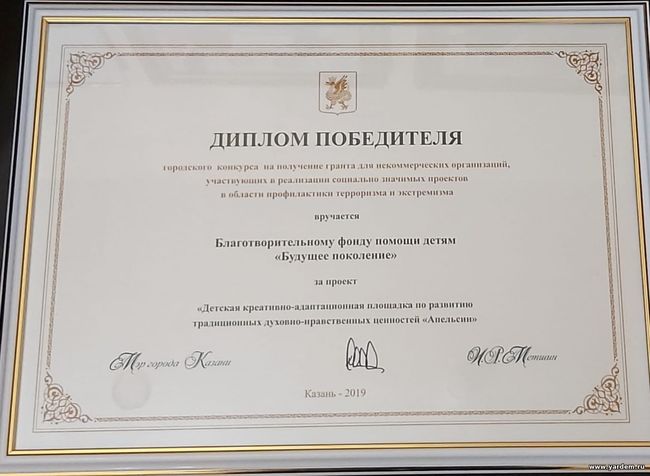 ДИПЛОМ ПОБЕДИТЕЛЯ
городского конкурса на получение гранта для некоммерческих организаций,
участвующих в реализации социально значимых проектов
в области профилактики терроризма и экстремизма
вручается
Благотворительному фонду помощи детям
«Будущее поколение»
за проект
«Детская креативно-адаптационная площадка по развитию
традиционных духовно-нравственных ценностей «Апельсин»
Мэр города Казани И.Р.Метшин
Казань - 2019
www.yardem.ru